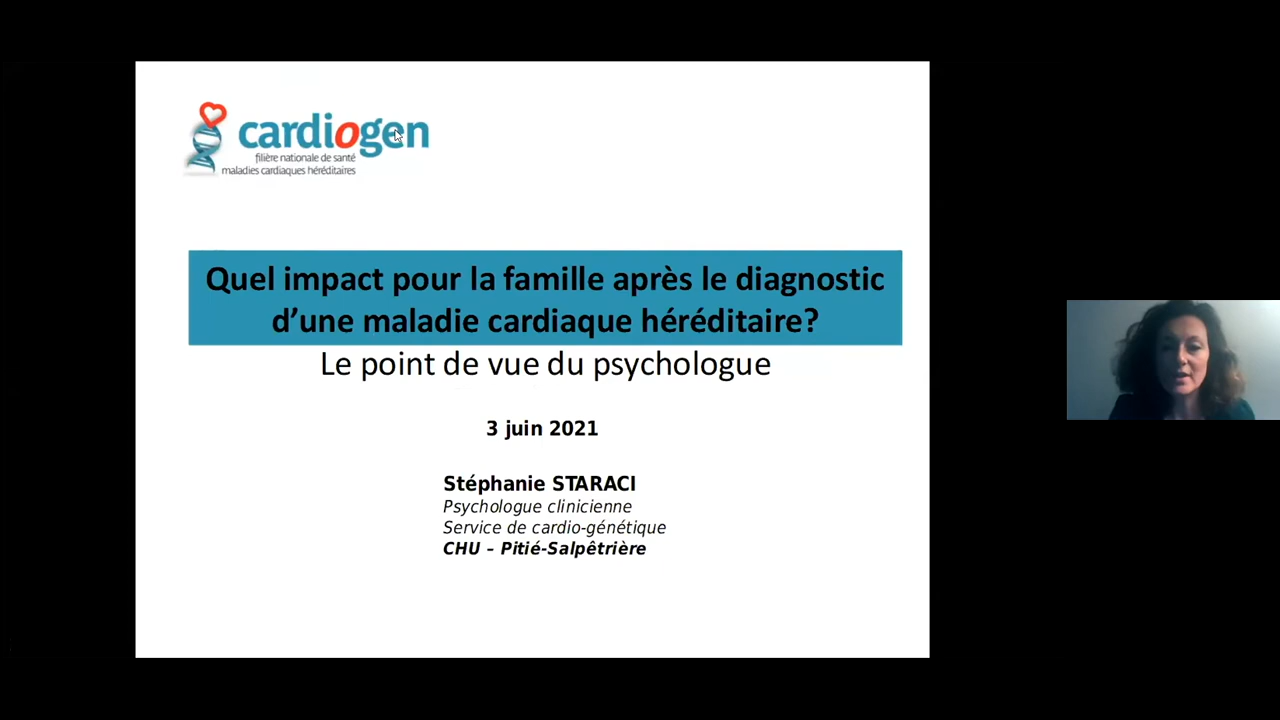 cardiogen
filière nationale de santé
maladies cardiaques héréditaires
Quel impact pour la famille après le diagnostic
d’une maladie cardiaque héréditaire?
Le point de vue du psychologue
3 juin 2021
Stéphanie STARACI
Psychologue clinicienne
Service de cardio-génétique
CHU – Pitié-Salpêtrière